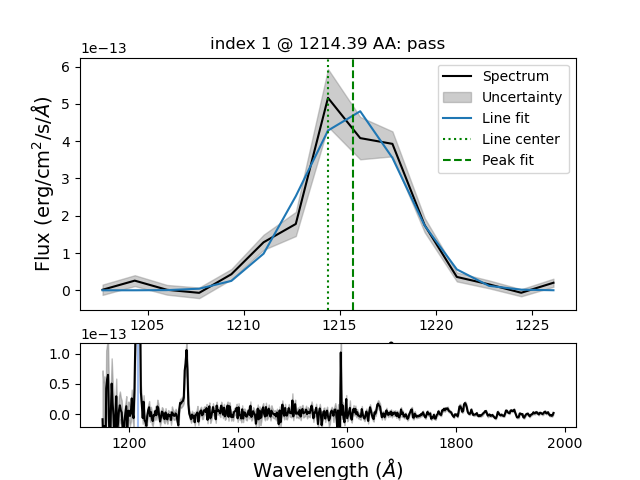 index 1 @ 1214.39 AA: pass
1e−13
6
5
4
3
2
1
0
Flux (erg/cm²/s/Å)
Spectrum
Uncertainty
Line fit
Line center
Peak fit
1205 1210 1215 1220 1225
1e−13
1.0
0.5
0.0
1200 1400 1600 1800 2000
Wavelength (Å)